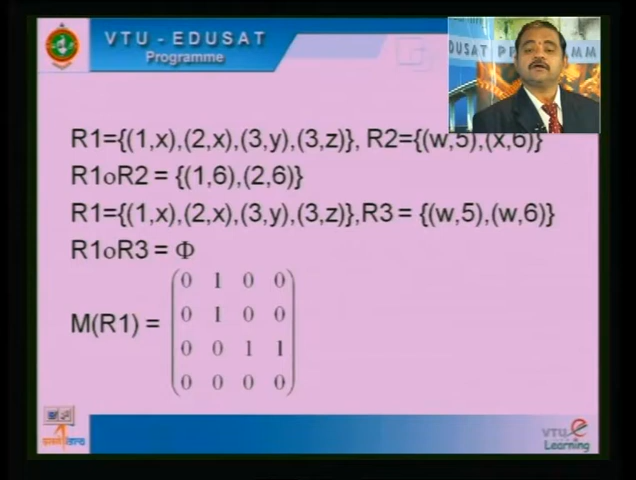 VTU - EDUSAT
Programme
DUSAT P MM
R1={(1,x),(2,x),(3,y),(3,z)}, R2={(w,5),(x,6)}
R1oR2 = {(1,6),(2,6)}
R1={(1,x),(2,x),(3,y),(3,z)},R3 = {(w,5),(w,6)}
R1oR3 = Φ
M(R1) =
0 1 0 0
0 1 0 0
0 0 1 1
0 0 0 0
VTU e
Learning